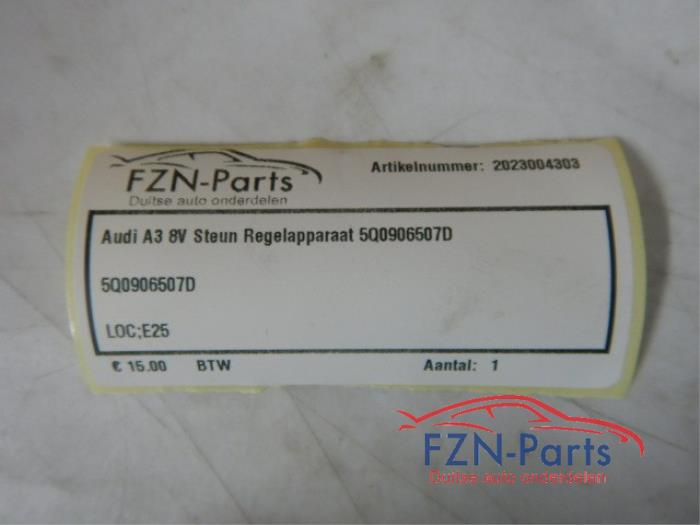 FZN-Parts
Duitse auto onderdelen
Artikelnummer: 2023004303
Audi A3 8V Steun Regelapparaat 5Q0906507D
5Q0906507D
LOC;E25
€ 15.00 BTW Aantal: 1
FZN-Parts
Duitse auto onderdelen